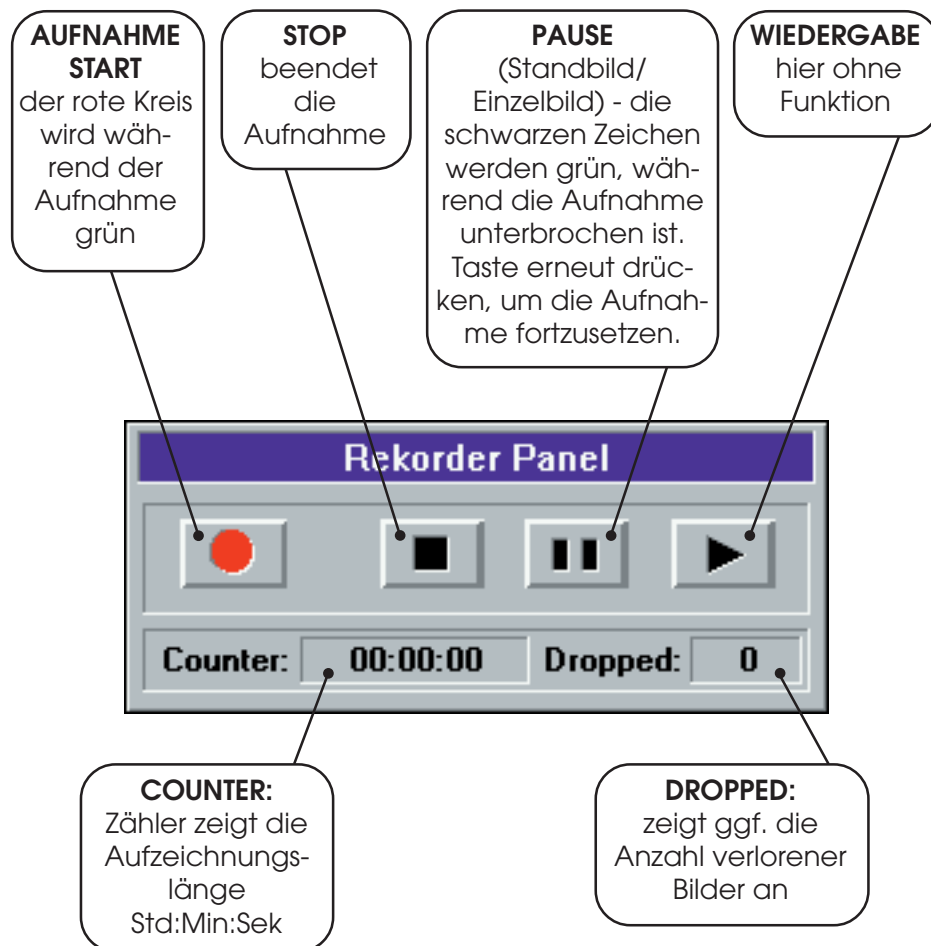 AUFNAHME
START
der rote Kreis
wird wäh-
rend der
Aufnahme
grün
STOP
beendet
die
Aufnahme
PAUSE
(Standbild/
Einzelbild) - die
schwarzen Zeichen
werden grün, wäh-
rend die Aufnahme
unterbrochen ist.
Taste erneut drüc-
ken, um die Aufnah-
me fortzusetzen.
WIEDERGABE
hier ohne
Funktion
Rekorder Panel
Counter: 00:00:00 Dropped: 0
COUNTER:
Zähler zeigt die
Aufzeichnungs-
länge
Std:Min:Sek
DROPPED:
zeigt ggf. die
Anzahl verlorener
Bilder an